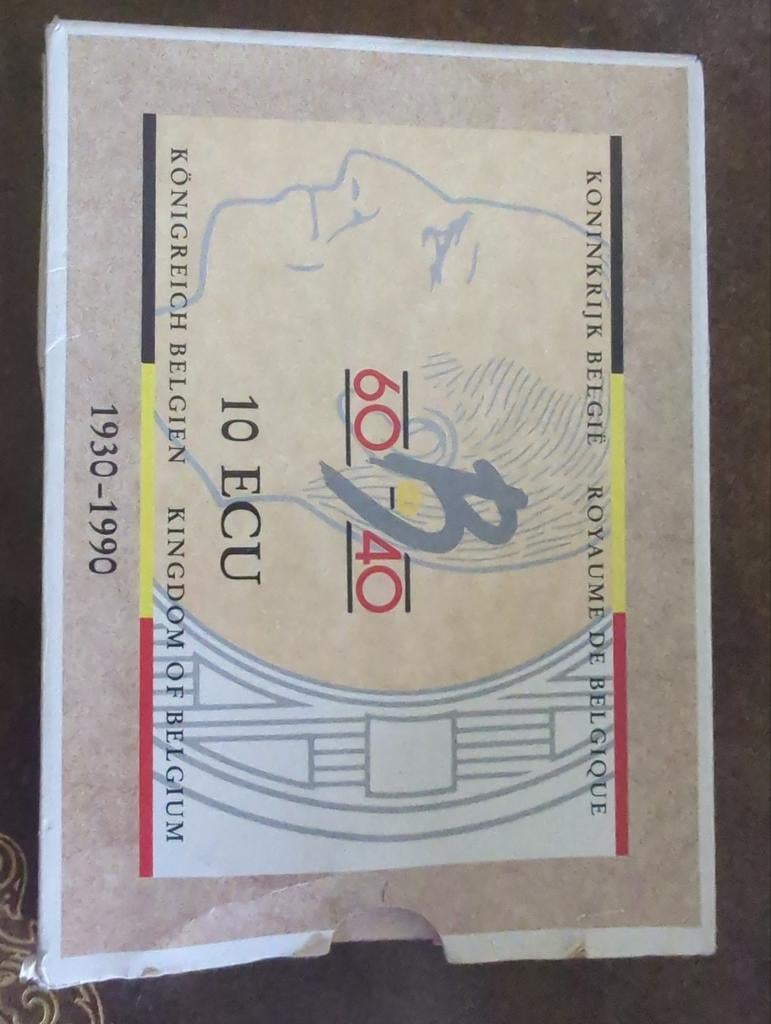 KONINKRIJK BELGIË ROYAUME DE BELGIQUE
B
60-40
10 ECU
KÖNIGREICH BELGIEN KINGDOM OF BELGIUM
1930-1990